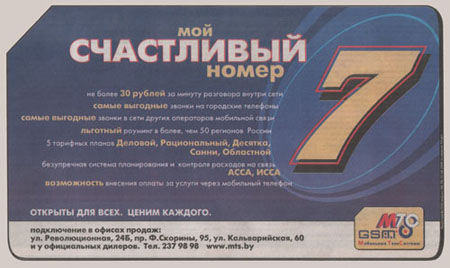 мой
СЧАСТЛИВЫЙ
номер
7
не более 30 рублей за минуту разговора внутри сети
самые выгодные звонки на городские телефоны
самые выгодные звонки в сети других операторов мобильной связи
льготный роуминг в более, чем 50 регионов России
5 тарифных планов Деловой, Рациональный, Десятка,
Санни, Областной
безупречная система планирования и контроля расходов на связь
АССА, ИССА
возможность внесения оплаты за услуги через мобильный телефон
ОТКРЫТЫ ДЛЯ ВСЕХ. ЦЕНИМ КАЖДОГО.
подключение в офисах продаж:
ул. Революционная, 24Б, пр. Ф.Скорины, 95, ул. Кальварийская, 60
и у официальных дилеров. Тел. 237 98 98 www.mts.by
МТС
GSM
Мобильные ТелеСистемы